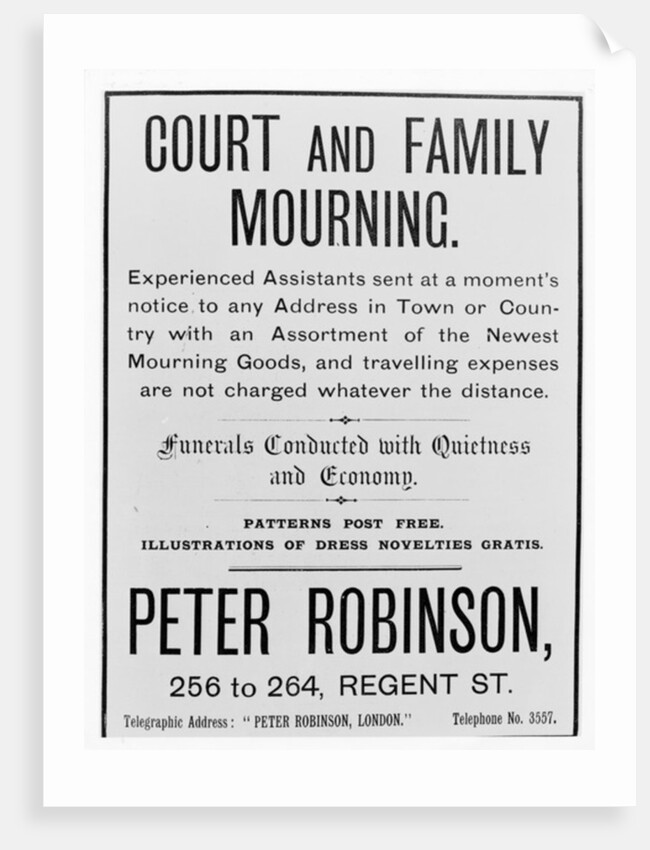 COURT AND FAMILY
MOURNING.
Experienced Assistants sent at a moment's
notice to any Address in Town or Coun-
try with an Assortment of the Newest
Mourning Goods, and travelling expenses
are not charged whatever the distance.
Funerals Conducted with Quietness
and Economy.
PATTERNS POST FREE.
ILLUSTRATIONS OF DRESS NOVELTIES GRATIS.
PETER ROBINSON,
256 to 264, REGENT ST.
Telegraphic Address: "PETER ROBINSON, LONDON." Telephone No. 3557.